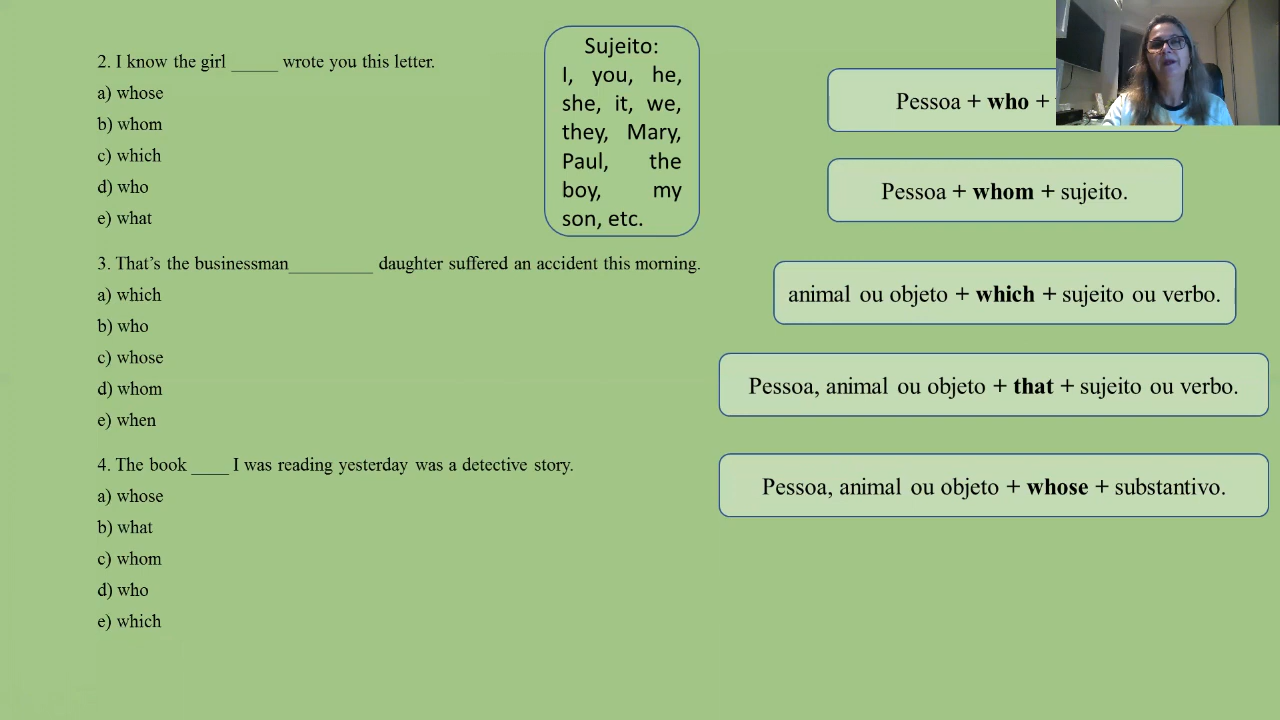 2. I know the girl _____ wrote you this letter.
a) whose
b) whom
c) which
d) who
e) what
3. That’s the businessman_________ daughter suffered an accident this morning.
a) which
b) who
c) whose
d) whom
e) when
4. The book ____ I was reading yesterday was a detective story.
a) whose
b) what
c) whom
d) who
e) which
Sujeito:
I, you, he,
she, it, we,
they, Mary,
Paul, the
boy, my
son, etc.
Pessoa + who +
Pessoa + whom + sujeito.
animal ou objeto + which + sujeito ou verbo.
Pessoa, animal ou objeto + that + sujeito ou verbo.
Pessoa, animal ou objeto + whose + substantivo.